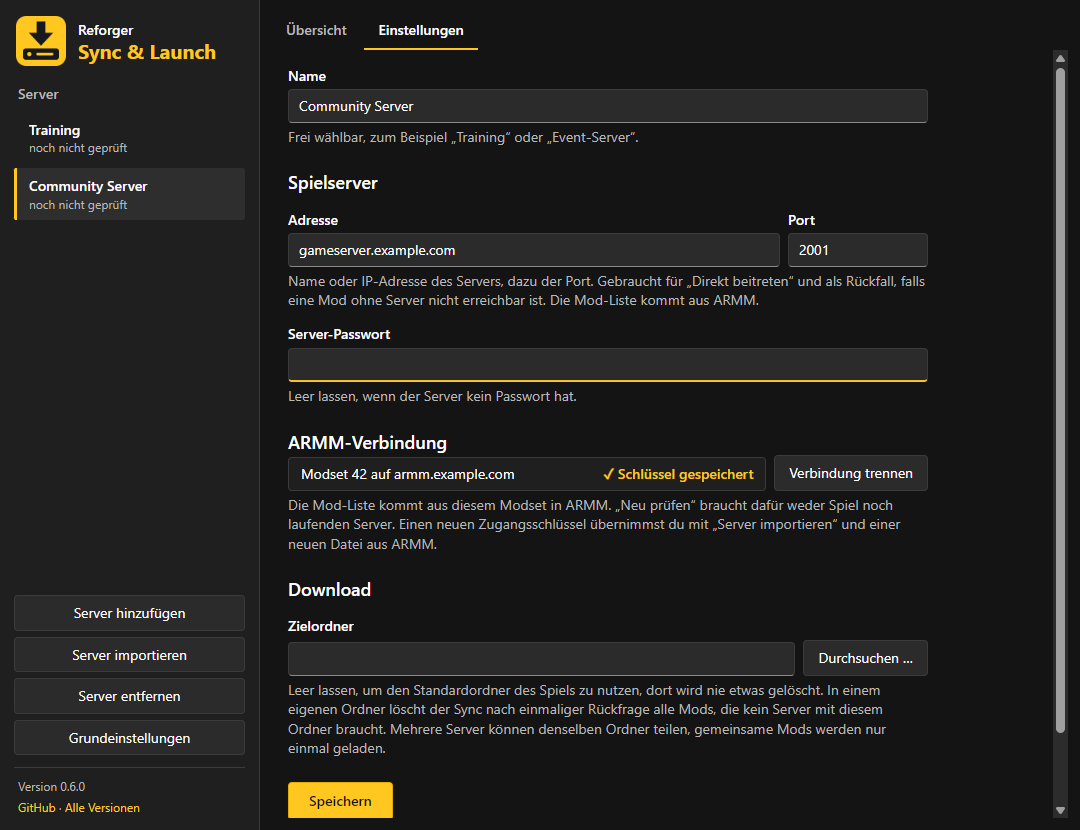 Reforger
Sync & Launch
Server
Training
noch nicht geprüft
Community Server
noch nicht geprüft
Server hinzufügen
Server importieren
Server entfernen
Grundeinstellungen
Version 0.6.0
GitHub · Alle Versionen
Übersicht
Einstellungen
Name
Community Server
Frei wählbar, zum Beispiel „Training“ oder „Event-Server“.
Spielserver
Adresse
Port
gameserver.example.com
2001
Name oder IP-Adresse des Servers, dazu der Port. Gebraucht für „Direkt beitreten“ und als Rückfall, falls
eine Mod ohne Server nicht erreichbar ist. Die Mod-Liste kommt aus ARMM.
Server-Passwort
Leer lassen, wenn der Server kein Passwort hat.
ARMM-Verbindung
Modset 42 auf armm.example.com
✓ Schlüssel gespeichert
Verbindung trennen
Die Mod-Liste kommt aus diesem Modset in ARMM. „Neu prüfen“ braucht dafür weder Spiel noch
laufenden Server. Einen neuen Zugangsschlüssel übernimmst du mit „Server importieren“ und einer
neuen Datei aus ARMM.
Download
Zielordner
Durchsuchen ...
Leer lassen, um den Standardordner des Spiels zu nutzen, dort wird nie etwas gelöscht. In einem
eigenen Ordner löscht der Sync nach einmaliger Rückfrage alle Mods, die kein Server mit diesem
Ordner braucht. Mehrere Server können denselben Ordner teilen, gemeinsame Mods werden nur
einmal geladen.
Speichern